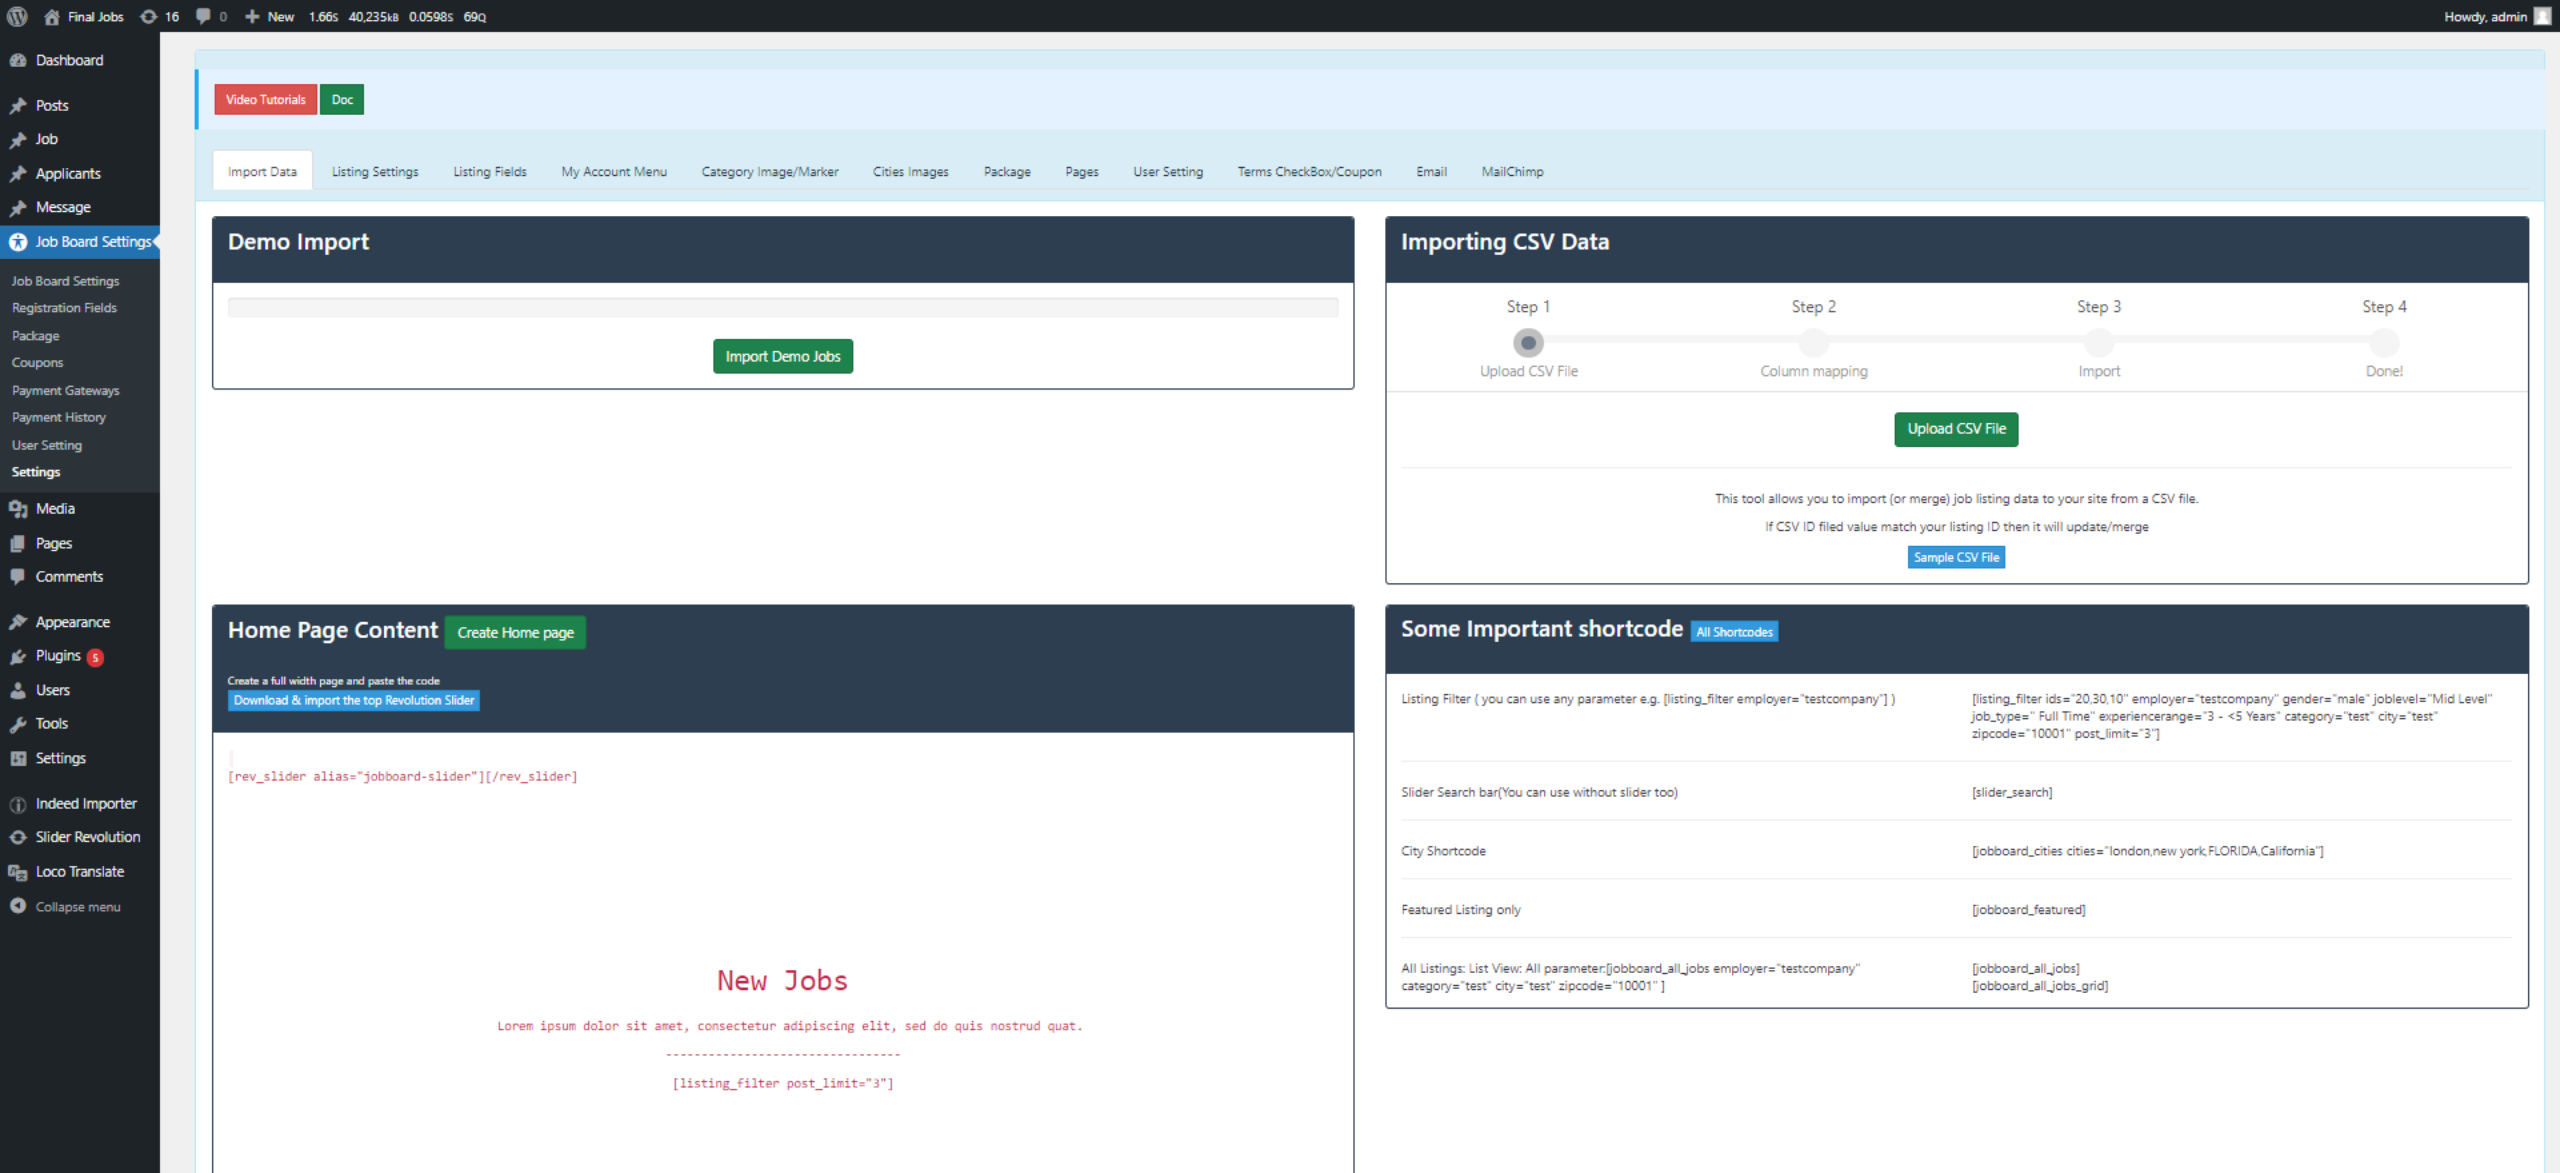 Final Jobs 16 0 New 1.66s 40,235kB 0.0598s 69Q
Howdy, admin
Dashboard
Posts
Job
Applicants
Message
Job Board Settings
Job Board Settings
Registration Fields
Package
Coupons
Payment Gateways
Payment History
User Setting
Settings
Media
Pages
Comments
Appearance
Plugins 5
Users
Tools
Settings
Indeed Importer
Slider Revolution
Loco Translate
Collapse menu
Video Tutorials Doc
Import Data Listing Settings Listing Fields My Account Menu Category Image/Marker Cities Images Package Pages User Setting Terms CheckBox/Coupon Email MailChimp
Demo Import
Import Demo Jobs
Importing CSV Data
Step 1 Step 2 Step 3 Step 4
Upload CSV File Column mapping Import Done!
Upload CSV File
This tool allows you to import (or merge) job listing data to your site from a CSV file.
If CSV ID filed value match your listing ID then it will update/merge
Sample CSV File
Home Page Content Create Home page
Create a full width page and paste the code
Download & import the top Revolution Slider
[rev_slider alias="jobboard-slider"][/rev_slider]
New Jobs
Lorem ipsum dolor sit amet, consectetur adipiscing elit, sed do quis nostrud quat.
---------------------------------
[listing_filter post_limit="3"]
Some Important shortcode All Shortcodes
Listing Filter ( you can use any parameter e.g. [listing_filter employer="testcompany"] )
[listing_filter ids="20,30,10" employer="testcompany" gender="male" joblevel="Mid Level"
job_type=" Full Time" experiencerange="3 - <5 Years" category="test" city="test"
zipcode="10001" post_limit="3"]
Slider Search bar(You can use without slider too)
[slider_search]
City Shortcode
[jobboard_cities cities="london,new york,FLORIDA,California"]
Featured Listing only
[jobboard_featured]
All Listings: List View: All parameter:[jobboard_all_jobs employer="testcompany"
category="test" city="test" zipcode="10001" ]
[jobboard_all_jobs]
[jobboard_all_jobs_grid]